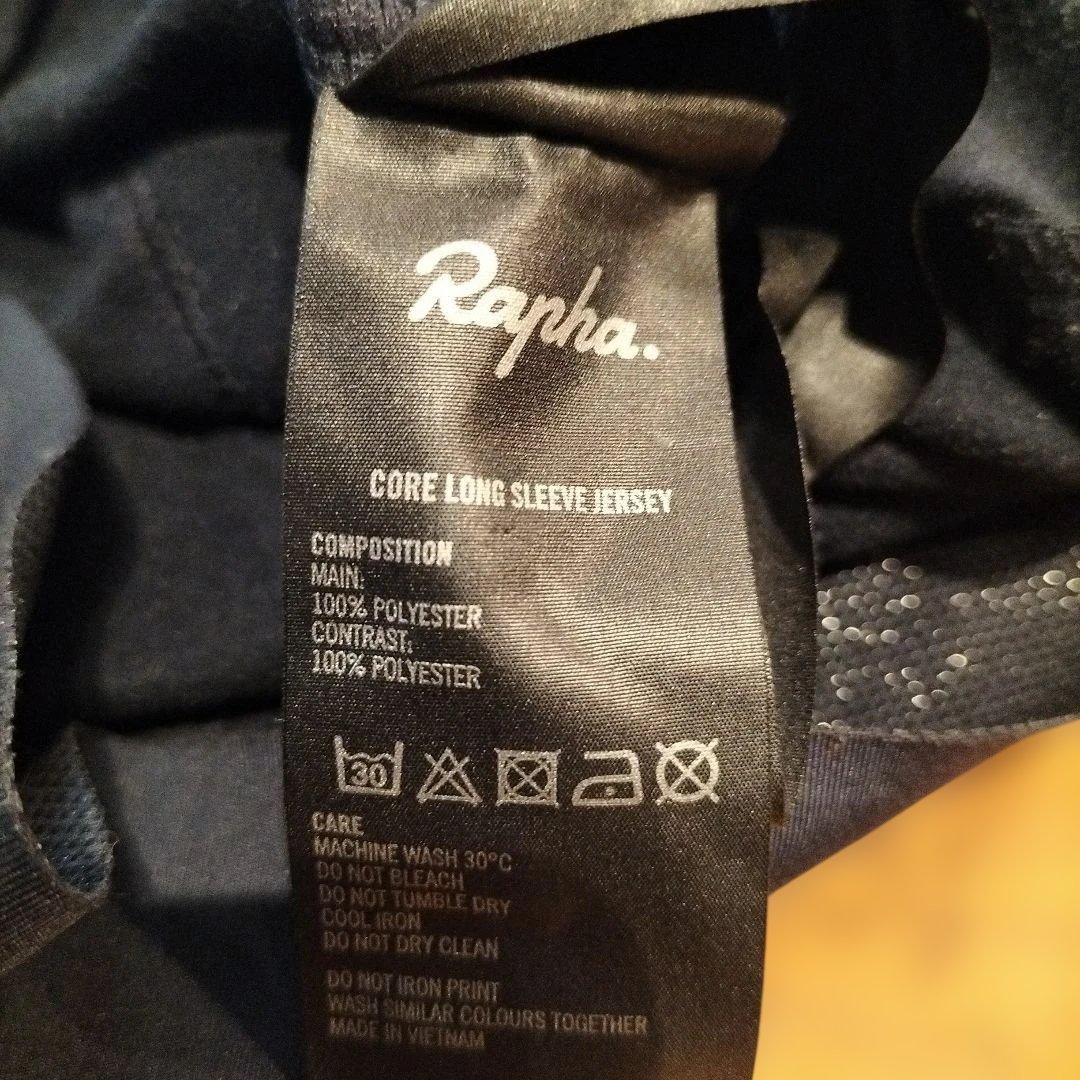 Rapha.
CORE LONG SLEEVE JERSEY
COMPOSITION
MAIN:
100% POLYESTER
CONTRAST:
100% POLYESTER
30
CARE
MACHINE WASH 30°C
DO NOT BLEACH
DO NOT TUMBLE DRY
COOL IRON
DO NOT DRY CLEAN
DO NOT IRON PRINT
WASH SIMILAR COLOURS TOGETHER
MADE IN VIETNAM